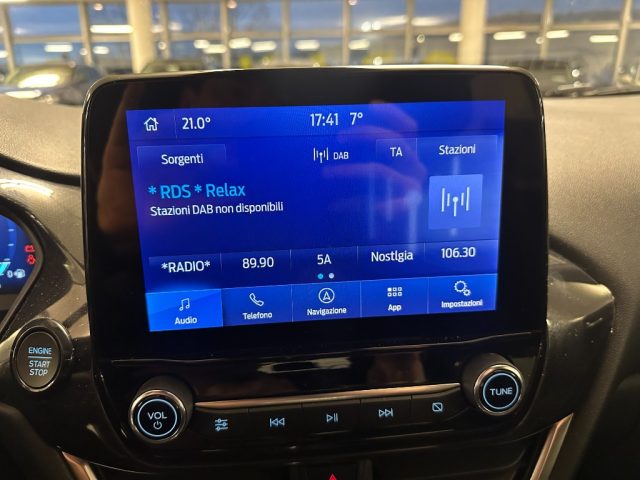 21.0° 17:41 7°
Sorgenti DAB TA Stazioni
* RDS * Relax
Stazioni DAB non disponibili
*RADIO* 89.90 5A Nostlgia 106.30
Audio Telefono Navigazione App Impostazioni
ENGINE
START
STOP
VOL
TUNE